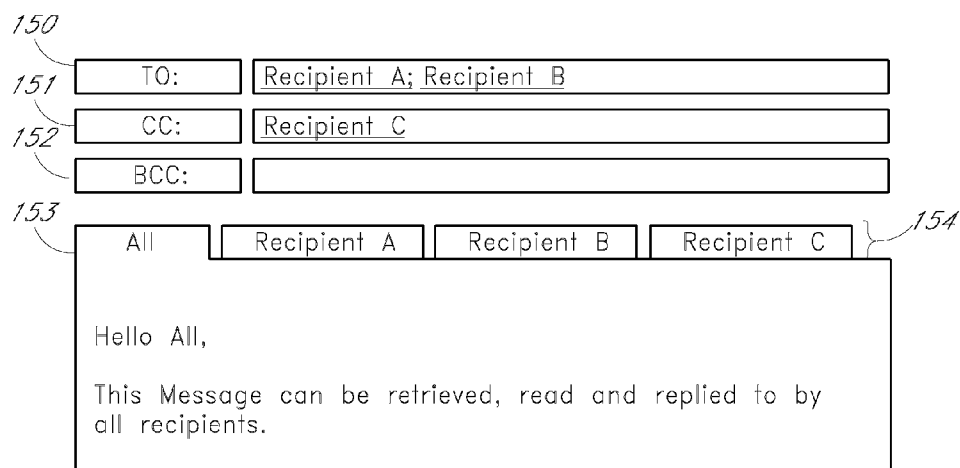 150
TO: Recipient A; Recipient B
151
CC: Recipient C
152
BCC:
153
All Recipient A Recipient B Recipient C 154
Hello All,
This Message can be retrieved, read and replied to by
all recipients.